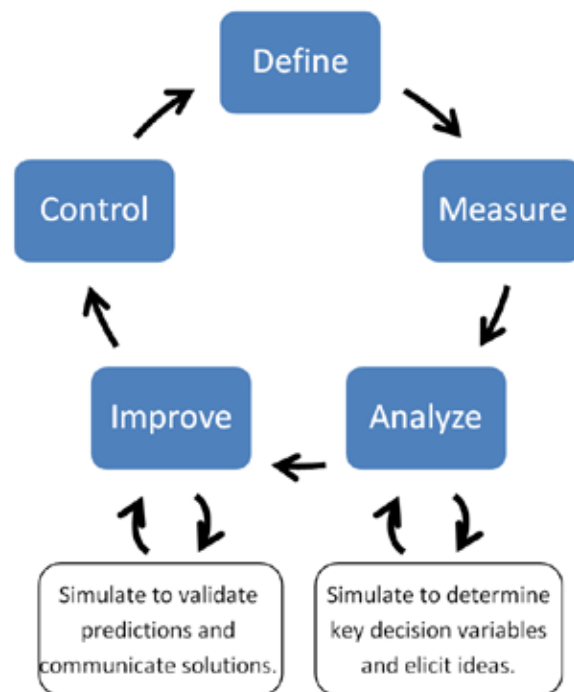 Define
Control
Measure
Improve
Analyze
Simulate to validate
predictions and
communicate solutions.
Simulate to determine
key decision variables
and elicit ideas.